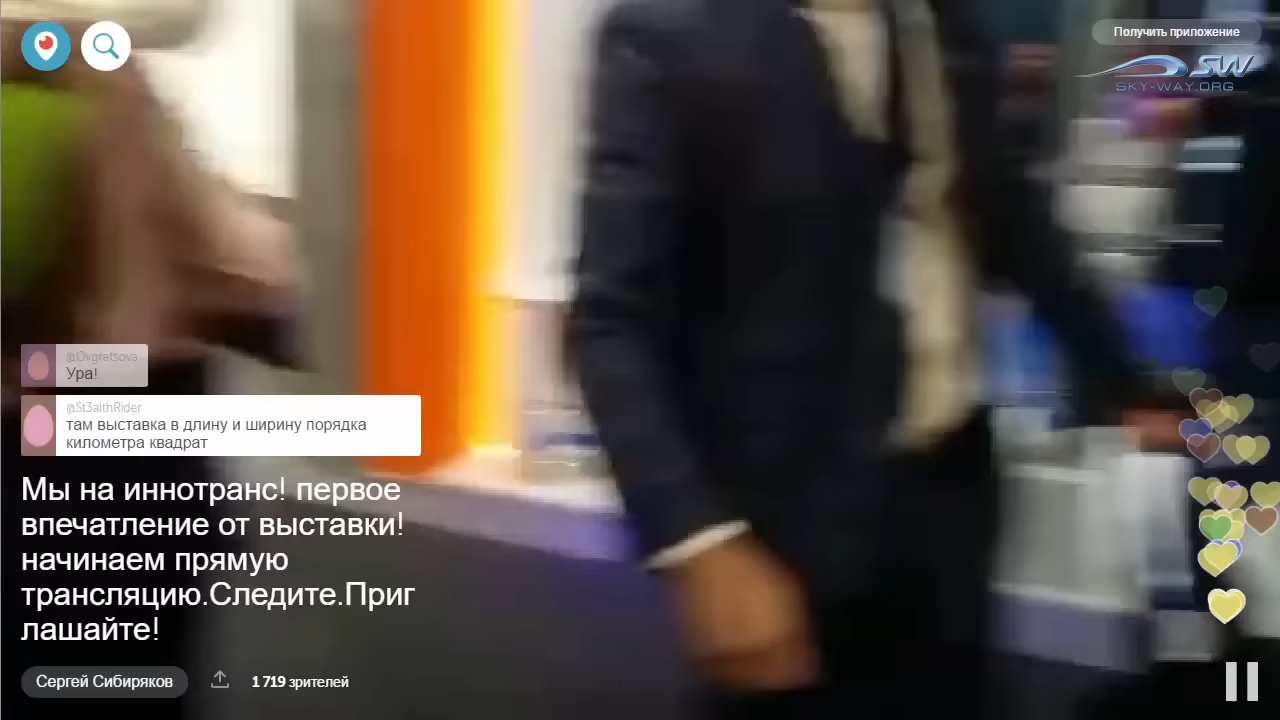 Получить приложение
SW
SKY-WAY.ORG
@Ovgretsova
Ура!
@St3althRider
там выставка в длину и ширину порядка
километра квадрат
Мы на иннотранс! первое
впечатление от выставки!
начинаем прямую
трансляцию.Следите.Приг
лашайте!
Сергей Сибиряков
1 719 зрителей